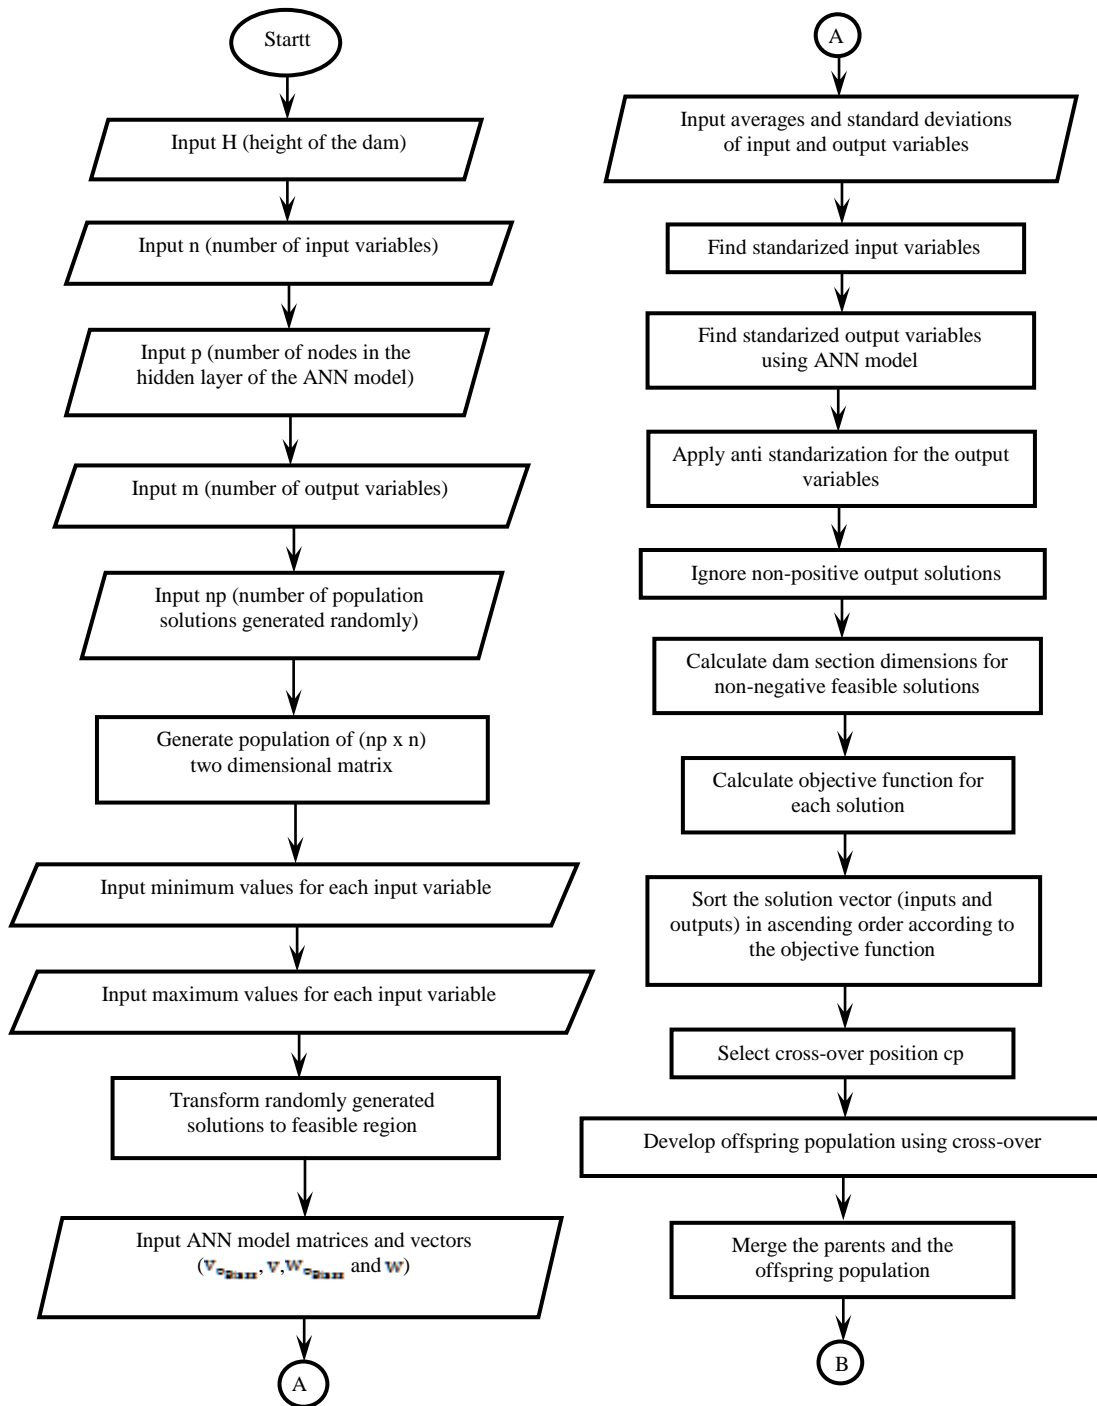 Startt
Input H (height of the dam)
Input n (number of input variables)
Input p (number of nodes in the
hidden layer of the ANN model)
Input m (number of output variables)
Input np (number of population
solutions generated randomly)
Generate population of (np x n)
two dimensional matrix
Input minimum values for each input variable
Input maximum values for each input variable
Transform randomly generated
solutions to feasible region
Input ANN model matrices and vectors
(v , v,w and w)
A
A
Input averages and standard deviations
of input and output variables
Find standarized input variables
Find standarized output variables
using ANN model
Apply anti standarization for the output
variables
Ignore non-positive output solutions
Calculate dam section dimensions for
non-negative feasible solutions
Calculate objective function for
each solution
Sort the solution vector (inputs and
outputs) in ascending order according to
the objective function
Select cross-over position cp
Develop offspring population using cross-over
Merge the parents and the
offspring population
B